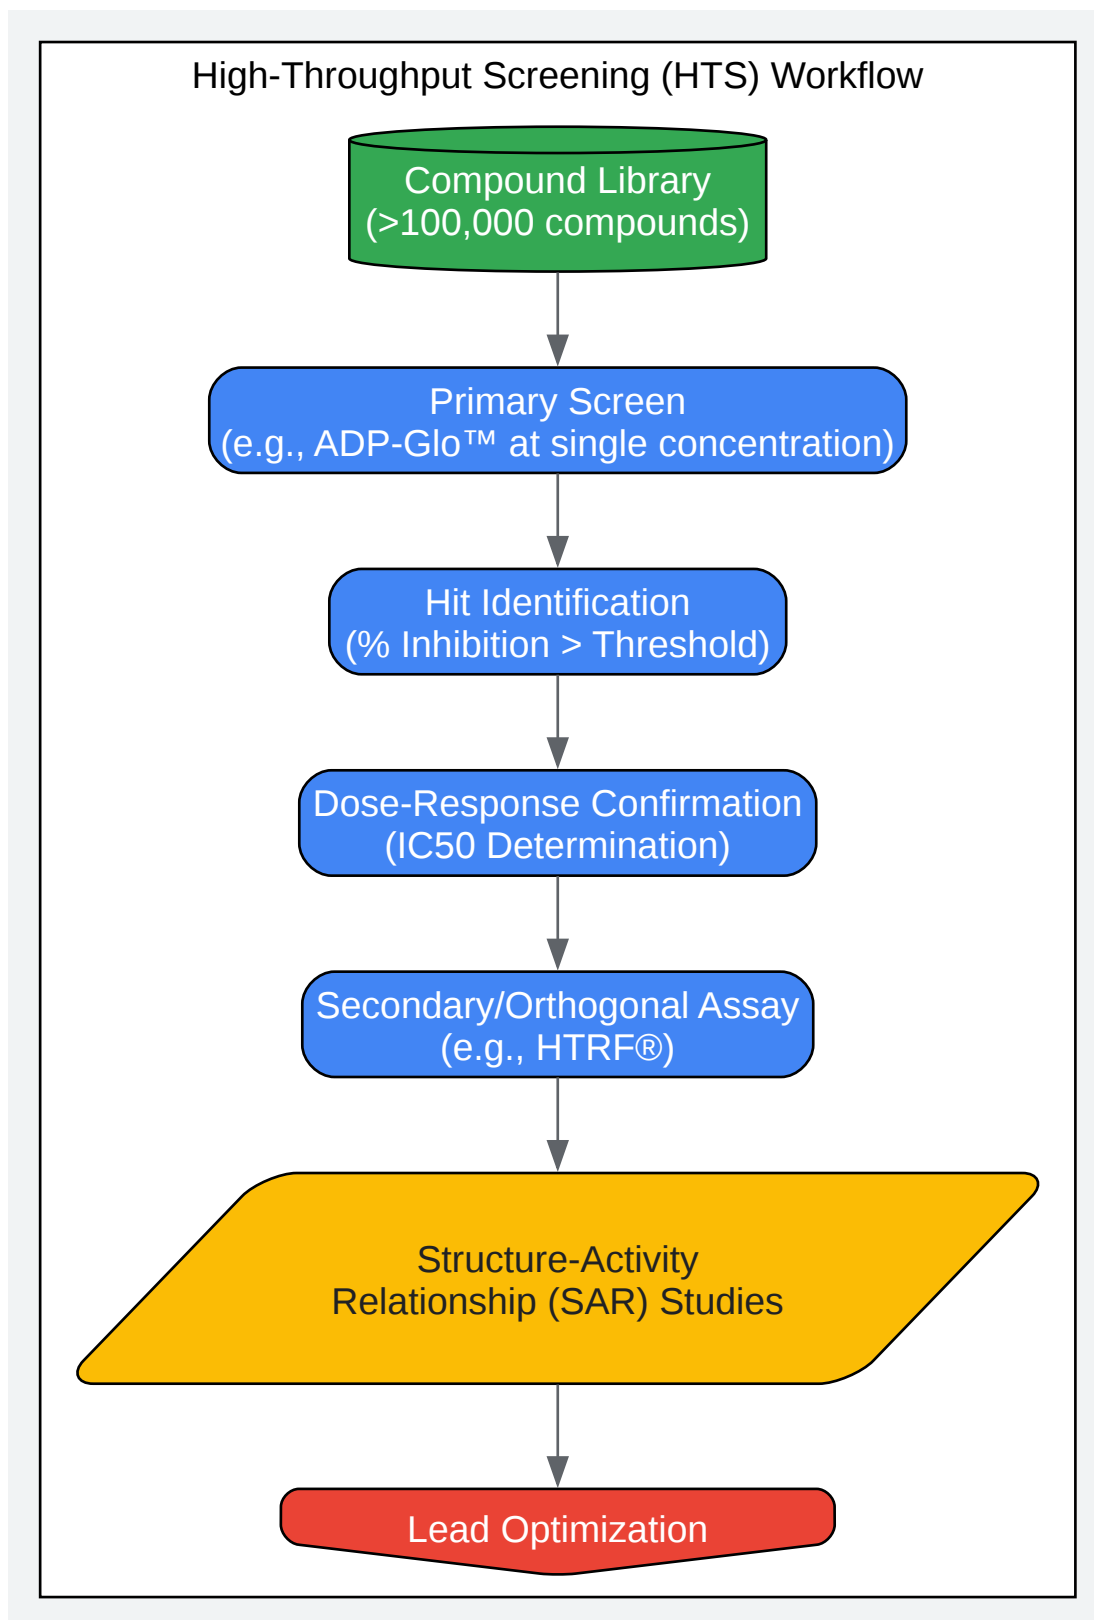 High-Throughput Screening (HTS) Workflow
Compound Library
(>100,000 compounds)
Primary Screen
(e.g., ADP-Glo™ at single concentration)
Hit Identification
(% Inhibition > Threshold)
Dose-Response Confirmation
(IC50 Determination)
Secondary/Orthogonal Assay
(e.g., HTRF®)
Structure-Activity
Relationship (SAR) Studies
Lead Optimization